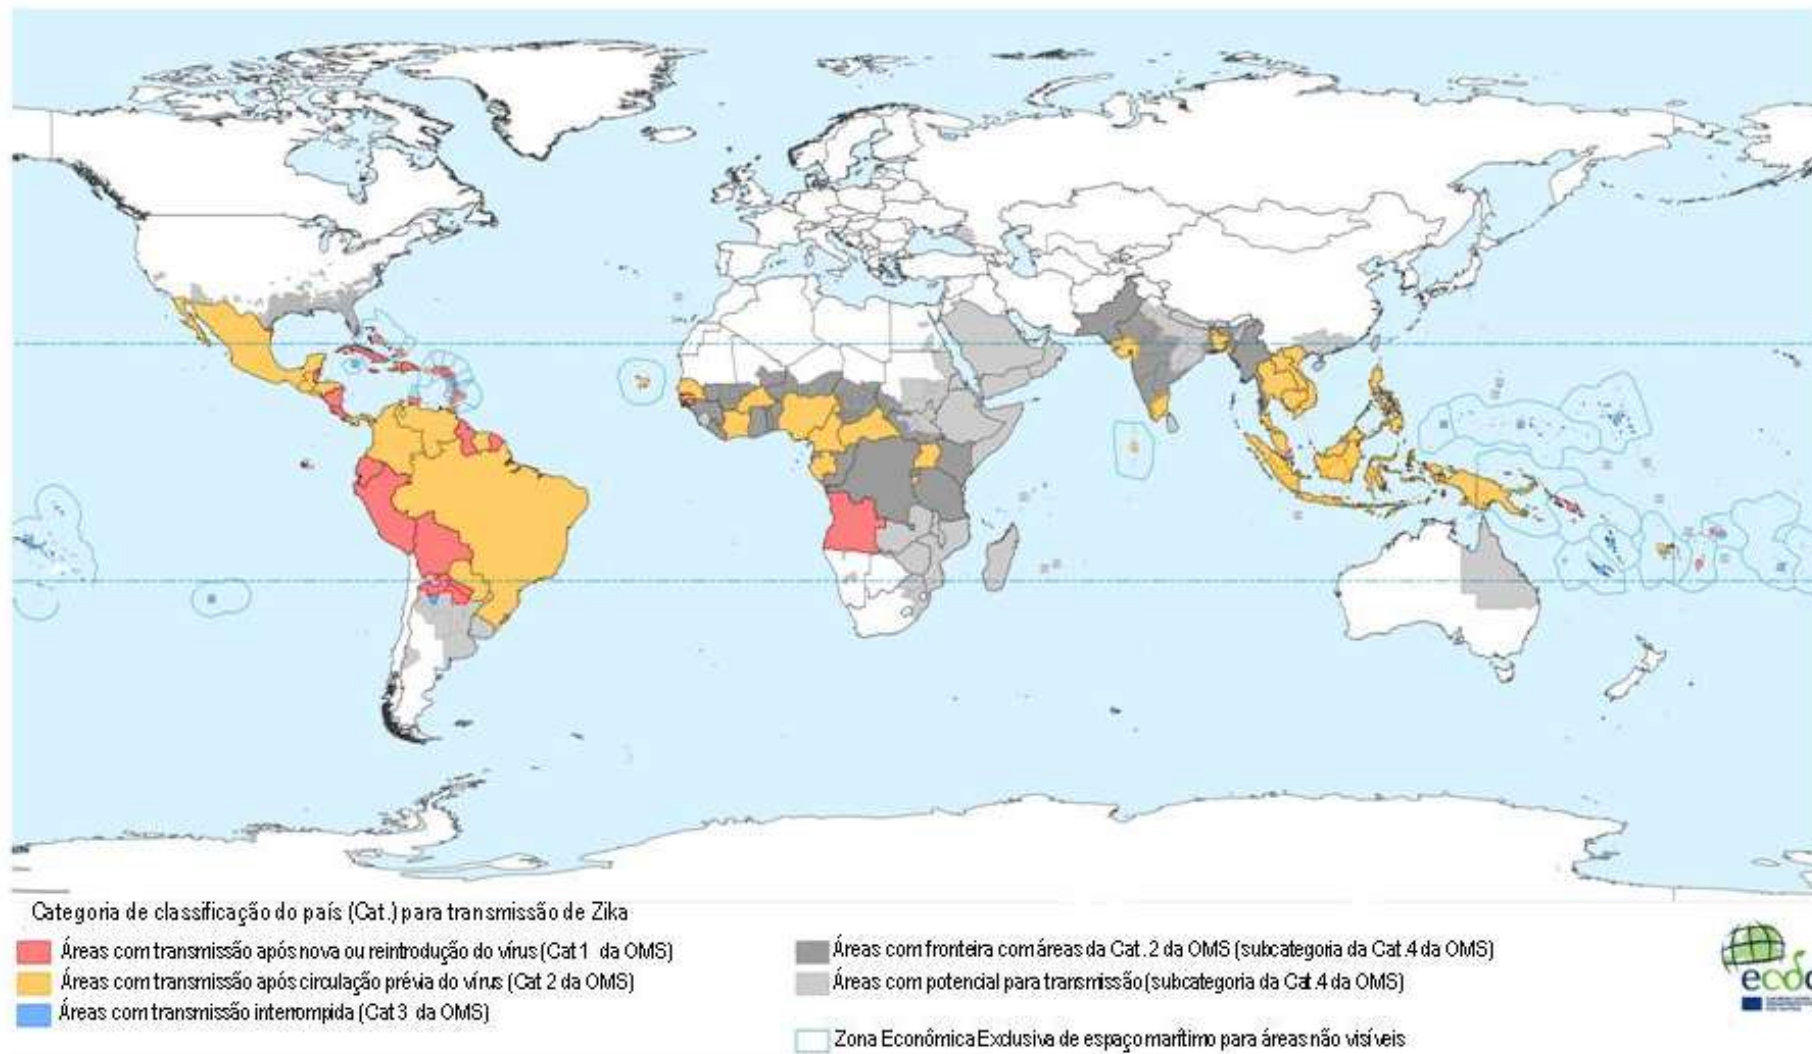 Categoria de classificação do país (Cat.) para transmissão de Zika
Áreas com transmissão após nova ou reintrodução do vírus (Cat 1 da OMS)
Áreas com transmissão após circulação prévia do vírus (Cat 2 da OMS)
Áreas com transmissão interrompida (Cat 3 da OMS)
Áreas com fronteira com áreas da Cat. 2 da OMS (subcategoria da Cat.4 da OMS)
Áreas com potencial para transmissão (subcategoria da Cat.4 da OMS)
Zona Econômica Exclusiva de espaço marítimo para áreas não visíveis
ecdc